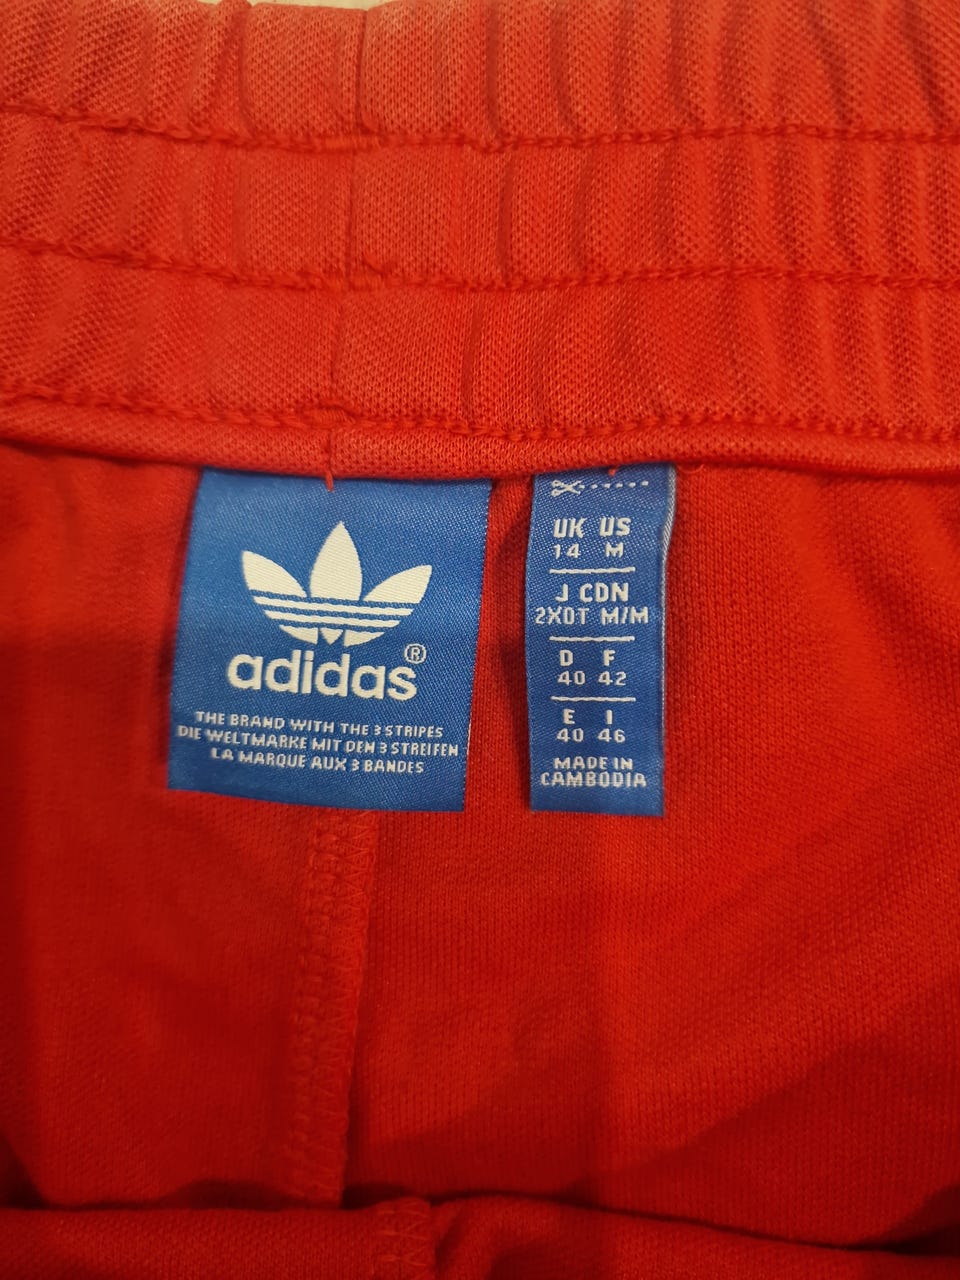 adidas®
THE BRAND WITH THE 3 STRIPES
DIE WELTMARKE MIT DEN 3 STREIFEN
LA MARQUE AUX 3 BANDES
UK US
14 M
J CDN
2XOT M/M
D F
40 42
E I
40 46
MADE IN
CAMBODIA